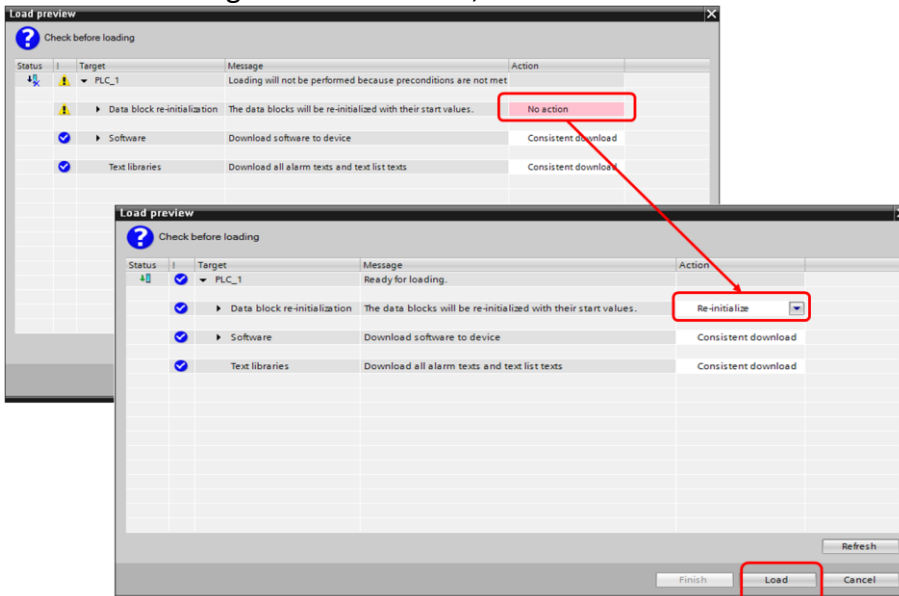 Load preview
Check before loading
Status ! Target Message Action
PLC_1 Loading will not be performed because preconditions are not met
Data block re-initialization The data blocks will be re-initialized with their start values. No action
Software Download software to device Consistent download
Text libraries Download all alarm texts and text list texts Consistent download
Load preview
Check before loading
Status ! Target Message Action
PLC_1 Ready for loading.
Data block re-initialization The data blocks will be re-initialized with their start values. Re-initialize
Software Download software to device Consistent download
Text libraries Download all alarm texts and text list texts Consistent download
Refresh
Finish Load Cancel